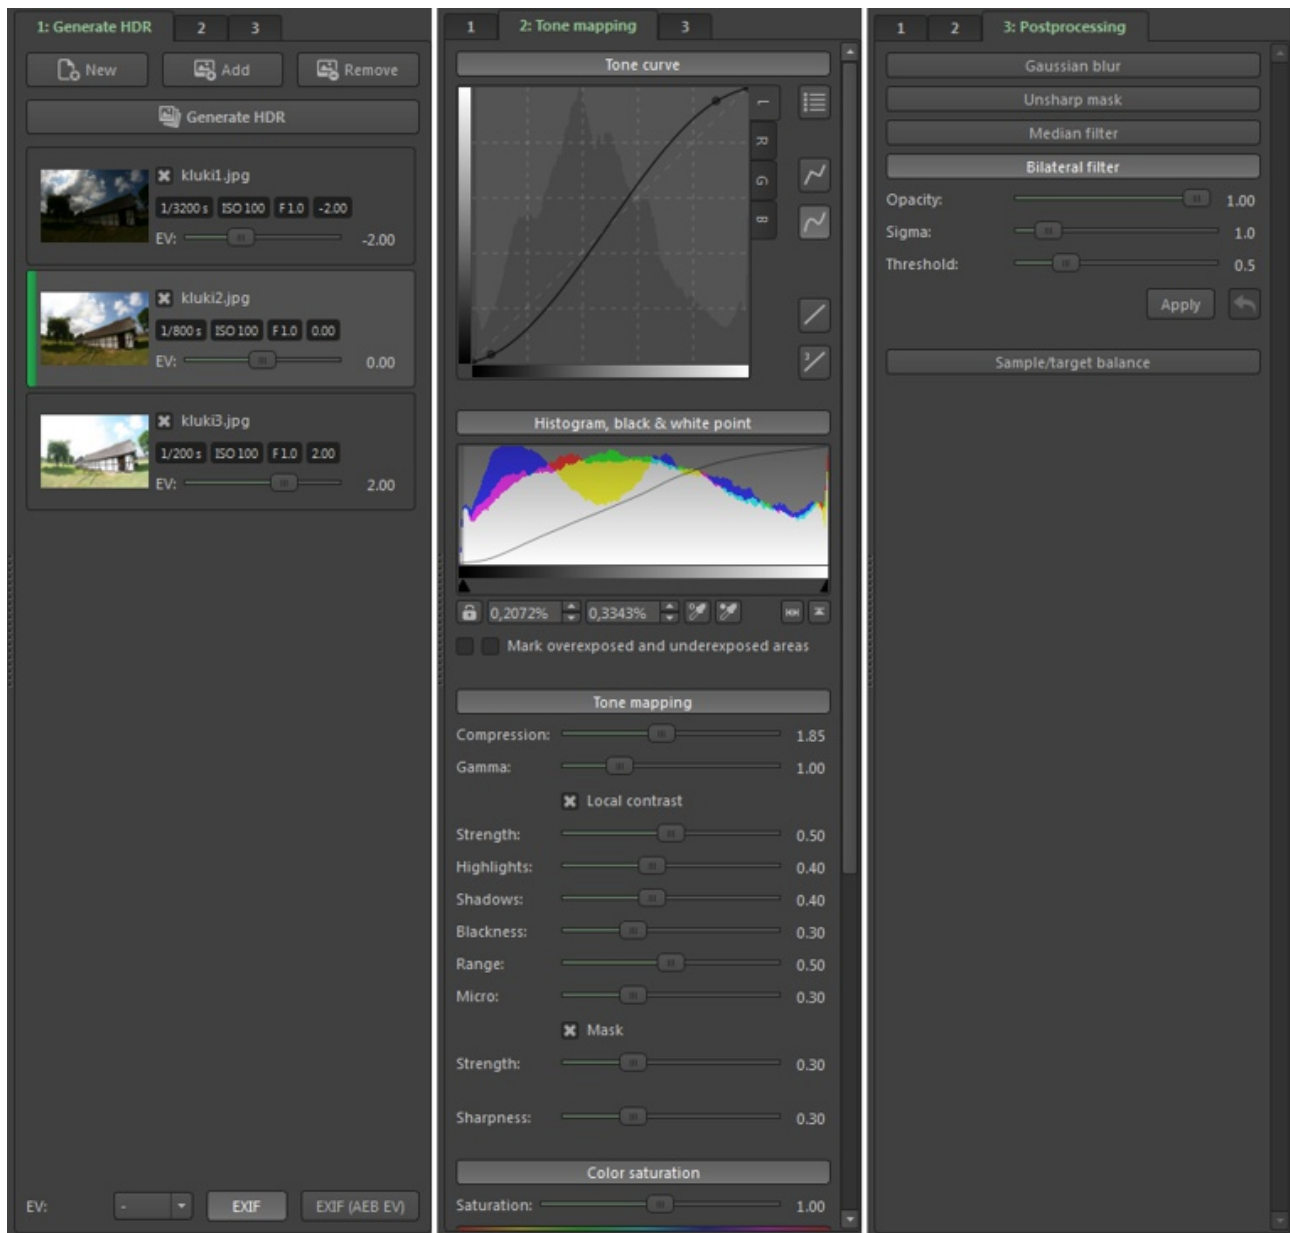 1: Generate HDR 2 3
New Add Remove
Generate HDR
kluki1.jpg
1/3200 s ISO 100 F 1.0 -2.00
EV: -2.00
kluki2.jpg
1/800 s ISO 100 F 1.0 0.00
EV: 0.00
kluki3.jpg
1/200 s ISO 100 F 1.0 2.00
EV: 2.00
EV: - EXIF EXIF (AEB EV)
1 2: Tone mapping 3
Tone curve
L
R
G
B
3
Histogram, black & white point
0,2072% 0,3343%
Mark overexposed and underexposed areas
Tone mapping
Compression: 1.85
Gamma: 1.00
Local contrast
Strength: 0.50
Highlights: 0.40
Shadows: 0.40
Blackness: 0.30
Range: 0.50
Micro: 0.30
Mask
Strength: 0.30
Sharpness: 0.30
Color saturation
Saturation: 1.00
1 2 3: Postprocessing
Gaussian blur
Unsharp mask
Median filter
Bilateral filter
Opacity: 1.00
Sigma: 1.0
Threshold: 0.5
Apply
Sample/target balance